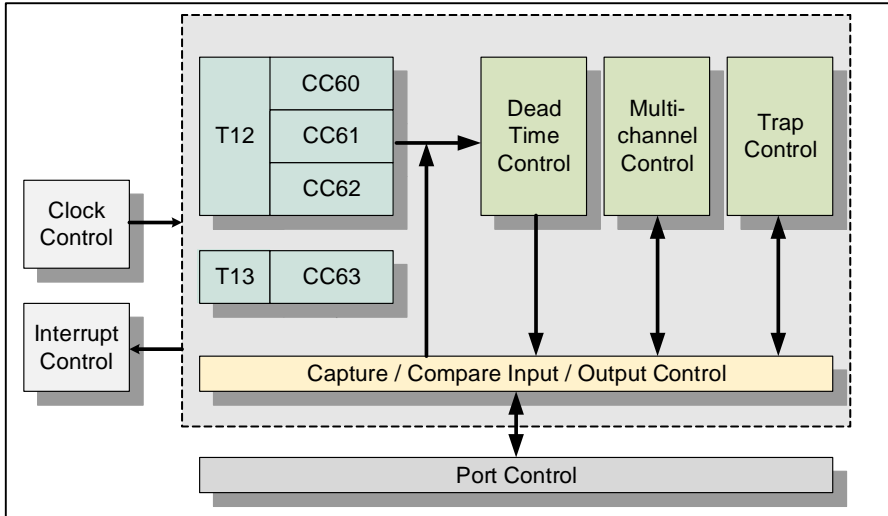 T12
CC60
CC61
CC62
Dead
Time
Control
Multi-
channel
Control
Trap
Control
Clock
Control
T13
CC63
Interrupt
Control
Capture / Compare Input / Output Control
Port Control